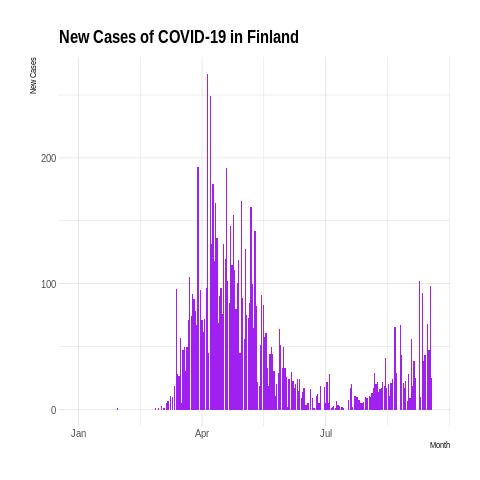 New Cases of COVID-19 in Finland
New Cases
200
100
0
Jan Apr Jul
Month